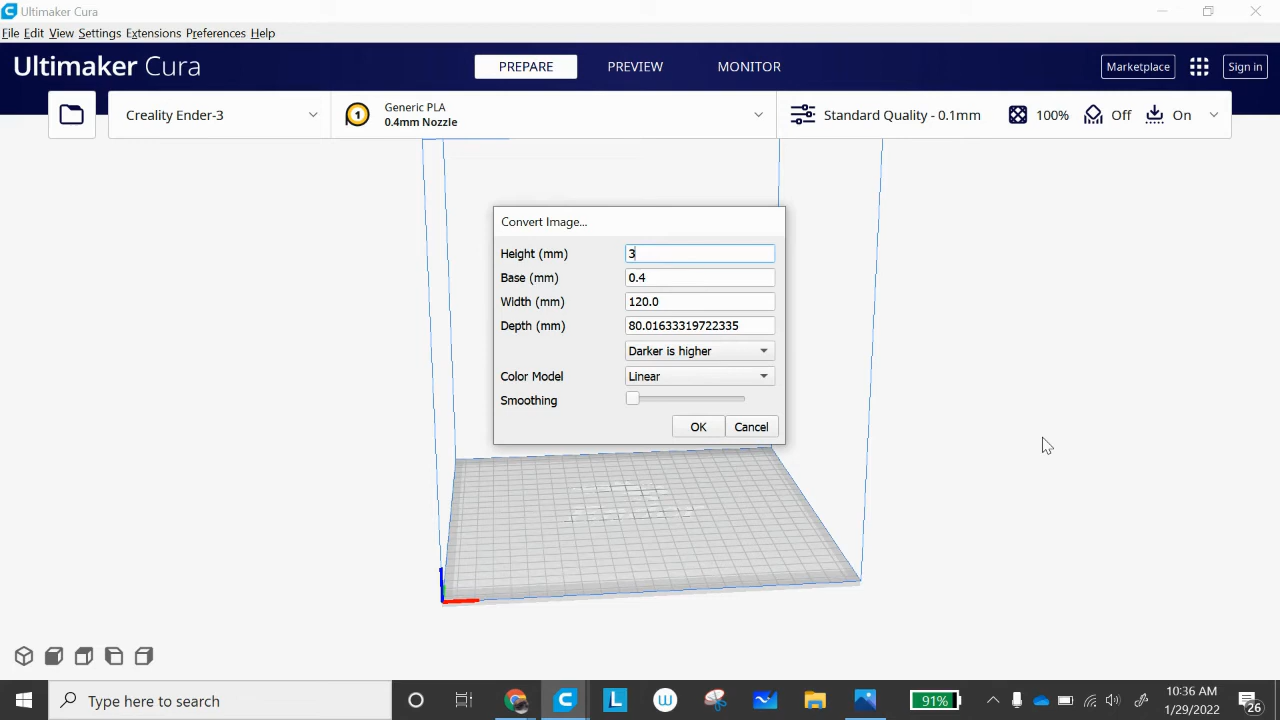 Ultimaker Cura
File Edit View Settings Extensions Preferences Help
Ultimaker Cura
PREPARE
PREVIEW
MONITOR
Marketplace
Sign in
Creality Ender-3
1
Generic PLA
0.4mm Nozzle
Standard Quality - 0.1mm
100%
Off
On
Convert Image...
Height (mm)
3
Base (mm)
0.4
Width (mm)
120.0
Depth (mm)
80.01633319722335
Darker is higher
Color Model
Linear
Smoothing
OK
Cancel
Type here to search
L
w
91%
10:36 AM
1/29/2022
26